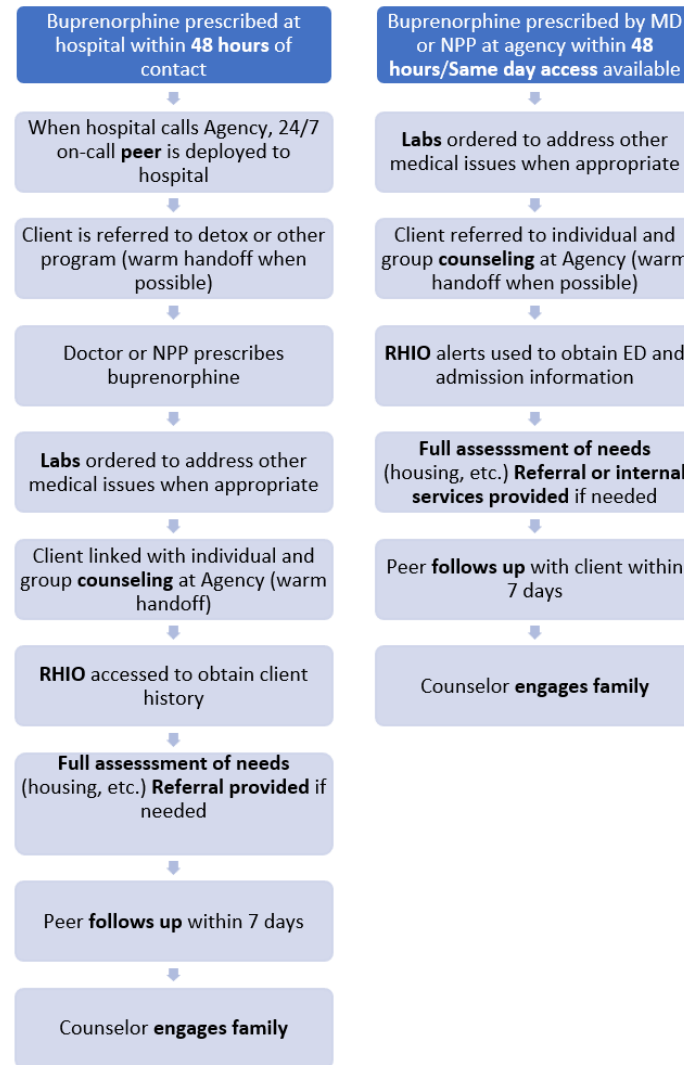 Buprenorphine prescribed at
hospital within 48 hours of
contact
When hospital calls Agency, 24/7
on-call peer is deployed to
hospital
Client is referred to detox or other
program (warm handoff when
possible)
Doctor or NPP prescribes
buprenorphine
Labs ordered to address other
medical issues when appropriate
Client linked with individual and
group counseling at Agency (warm
handoff)
RHIO accessed to obtain client
history
Full assesssment of needs
(housing, etc.) Referral provided if
needed
Peer follows up within 7 days
Counselor engages family
Buprenorphine prescribed by MD
or NPP at agency within 48
hours/Same day access available
Labs ordered to address other
medical issues when appropriate
Client referred to individual and
group counseling at Agency (warm
handoff when possible)
RHIO alerts used to obtain ED and
admission information
Full assesssment of needs
(housing, etc.) Referral or internal
services provided if needed
Peer follows up with client within
7 days
Counselor engages family